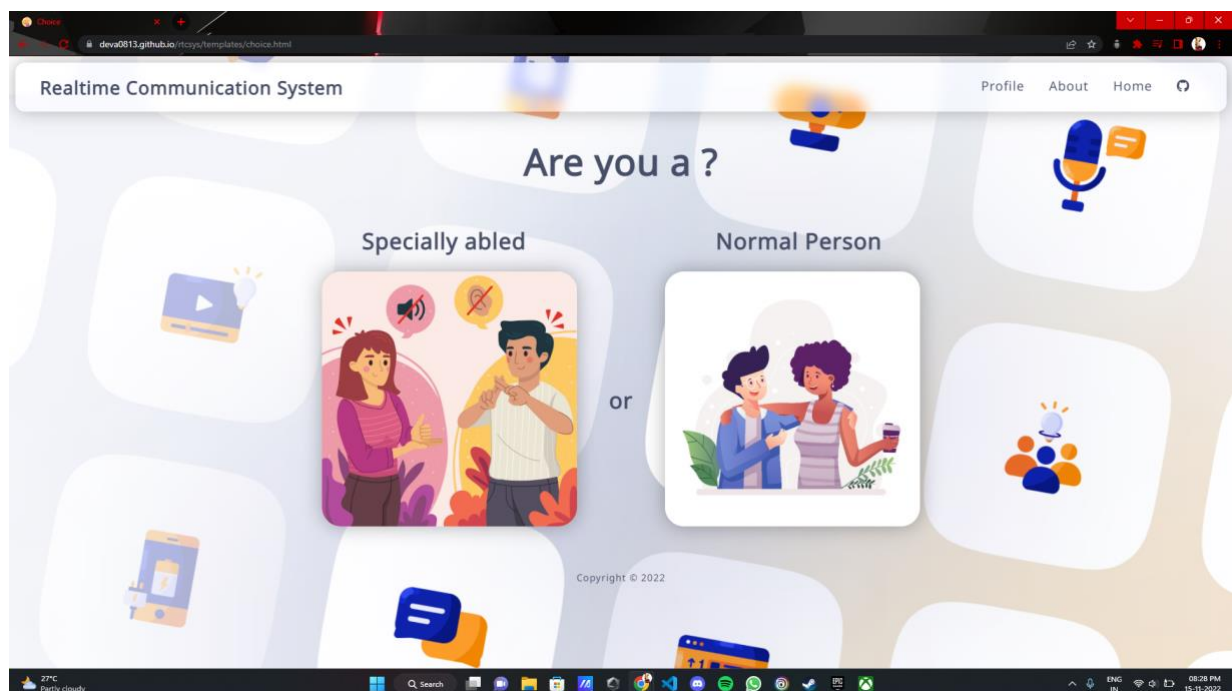 Choice
deva0813.github.io/rtcsys/templates/choice.html
Realtime Communication System
Profile About Home
Are you a ?
Specially abled
Normal Person
or
Copyright © 2022
27°C
Partly cloudy
Search
ENG
IN
08:28 PM
15-11-2022